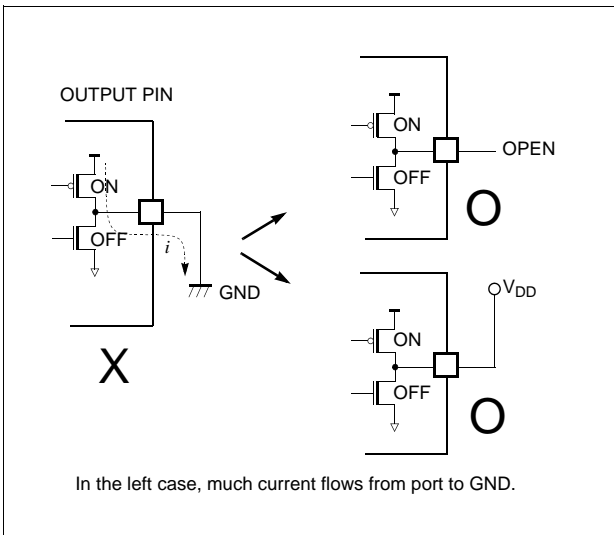 OUTPUT PIN
ON
OFF
i
GND
X
ON
OFF
OPEN
O
VDD
ON
OFF
O
In the left case, much current flows from port to GND.